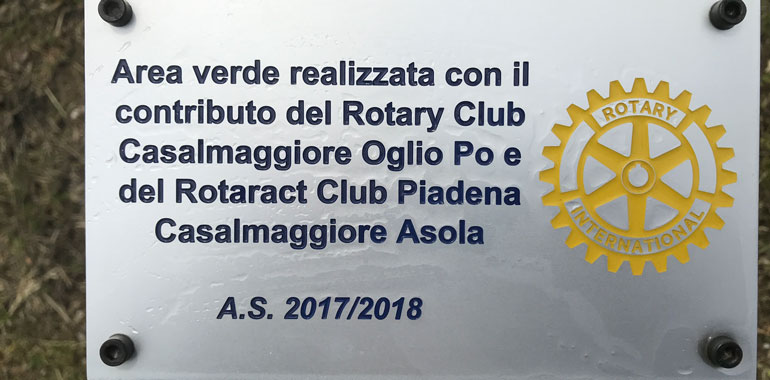 Area verde realizzata con il
contributo del Rotary Club
Casalmaggiore Oglio Po e
del Rotaract Club Piadena
Casalmaggiore Asola
A.S. 2017/2018
ROTARY
INTERNATIONAL